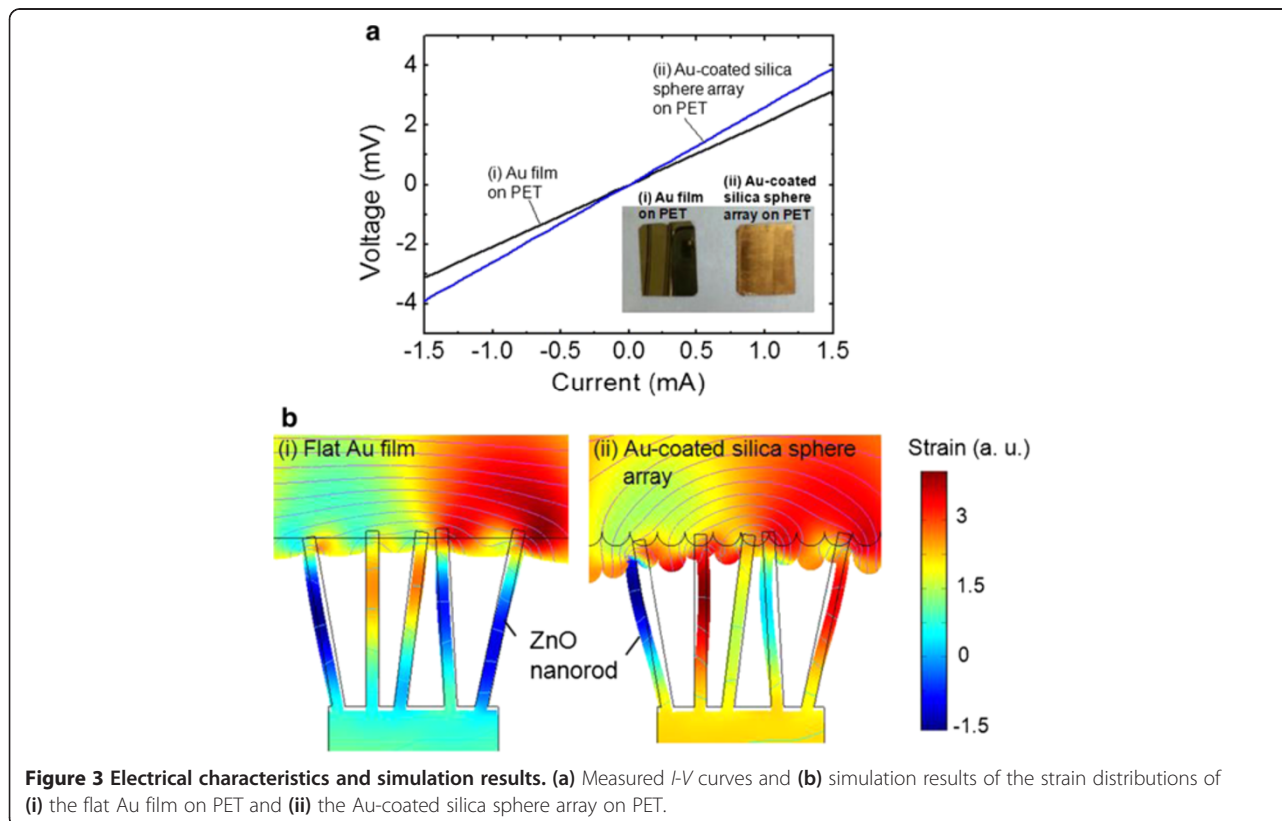 a
4
2
0
-2
-4
Voltage (mV)
(ii) Au-coated silica
sphere array
on PET
(i) Au film
on PET
(i) Au film
on PET
(ii) Au-coated
silica sphere
array on PET
-1.5 -1.0 -0.5 0.0 0.5 1.0 1.5
Current (mA)
b
(i) Flat Au film
ZnO
nanorod
(ii) Au-coated silica sphere
array
Strain (a. u.)
3
1.5
0
-1.5
Figure 3 Electrical characteristics and simulation results. (a) Measured I-V curves and (b) simulation results of the strain distributions of
(i) the flat Au film on PET and (ii) the Au-coated silica sphere array on PET.